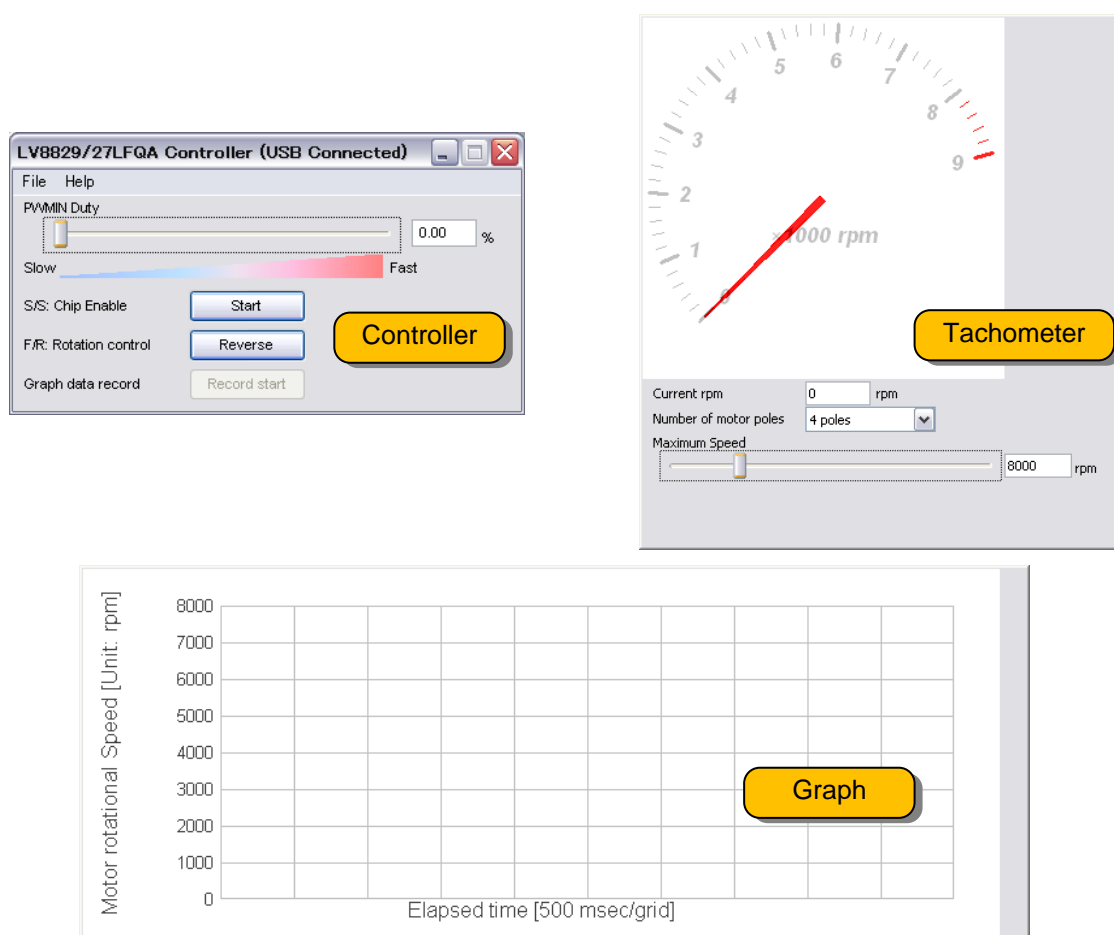 LV8829/27LFQA Controller (USB Connected)
File Help
PWMIN Duty
0.00 %
Slow Fast
S/S: Chip Enable Start
F/R: Rotation control Reverse
Graph data record Record start
Controller
0
1
2
3
4
5
6
7
8
9
×1000 rpm
Tachometer
Current rpm 0 rpm
Number of motor poles 4 poles
Maximum Speed
8000 rpm
Motor rotational Speed [Unit: rpm]
8000
7000
6000
5000
4000
3000
2000
1000
0
Graph
Elapsed time [500 msec/grid]